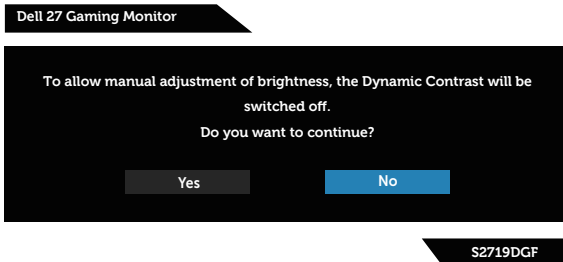 Dell 27 Gaming Monitor
To allow manual adjustment of brightness, the Dynamic Contrast will be
switched off.
Do you want to continue?
Yes No
S2719DGF